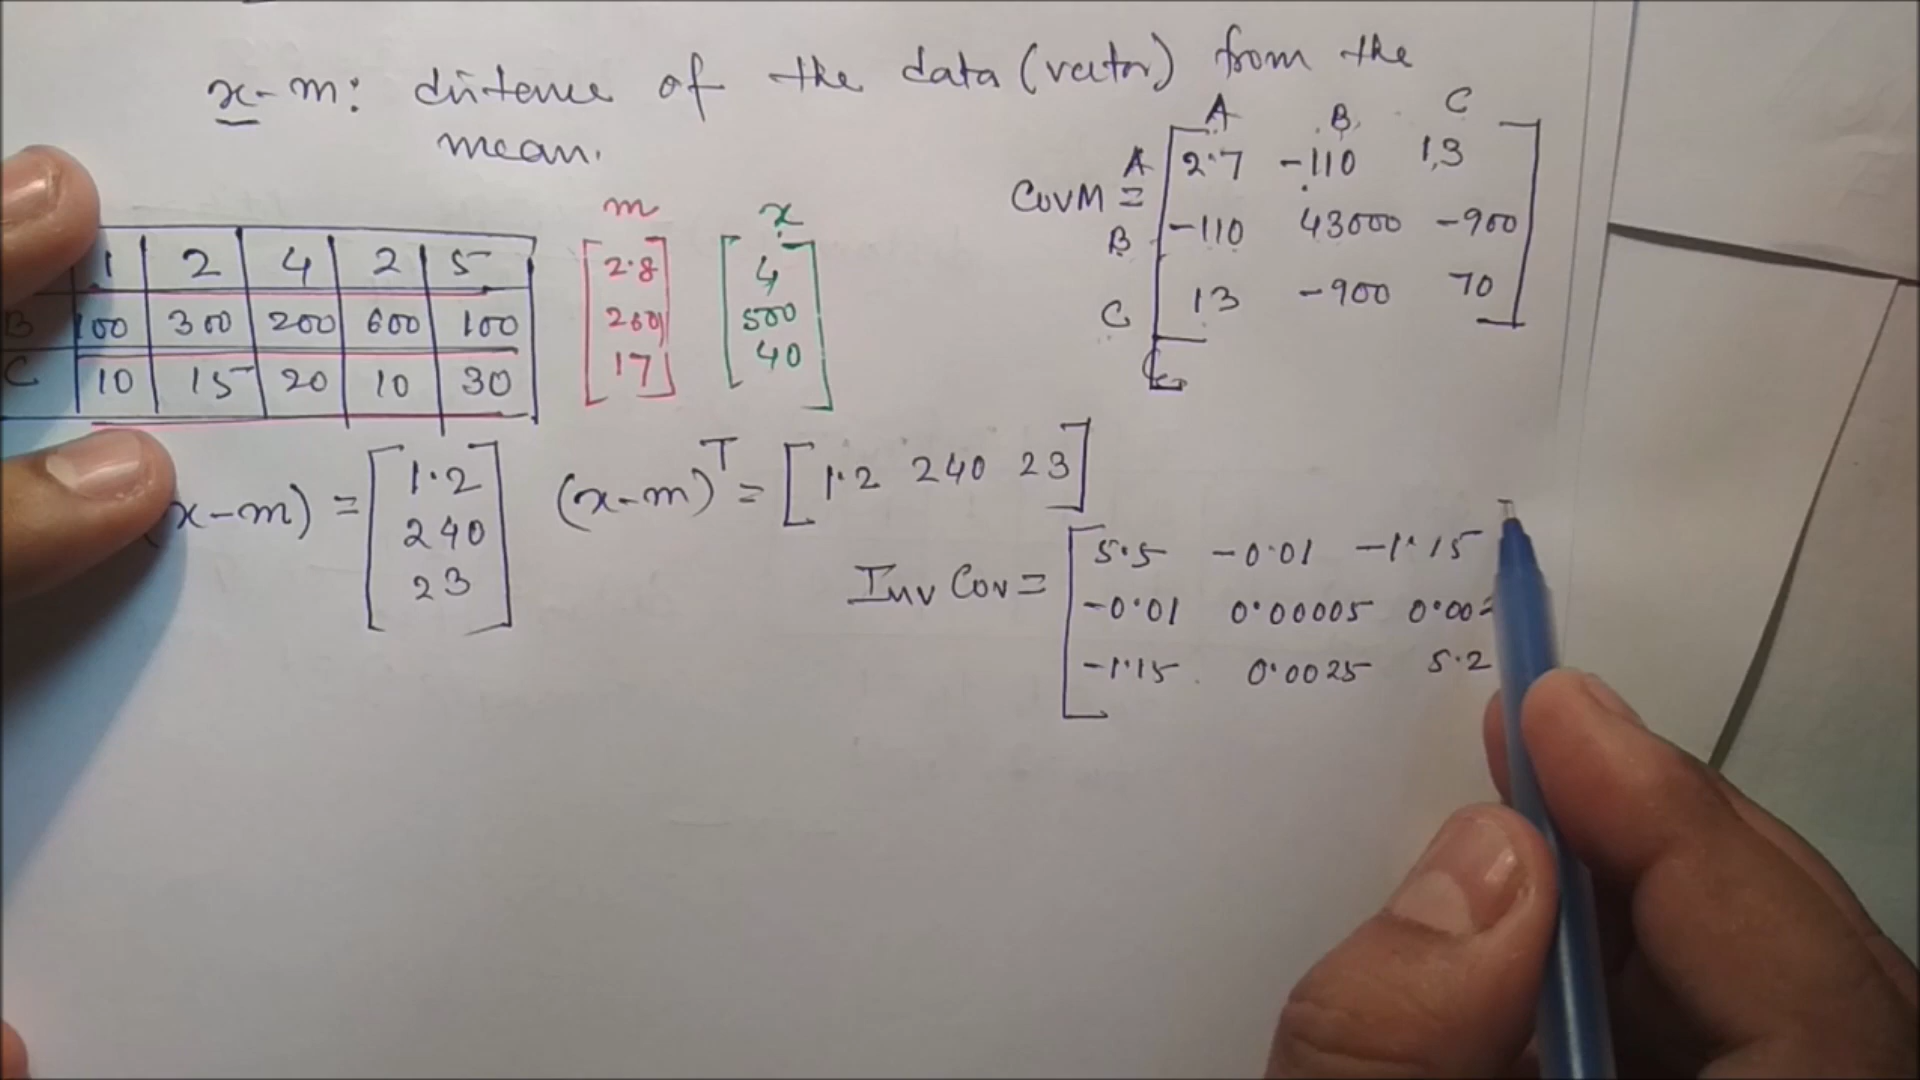 x-m: distance of the data (vector) from the
mean.
A B C
CovM =
A 2.7 -110 13
B -110 43000 -900
C 13 -900 70
m x
1 2 4 2 5
B 100 300 200 600 100
C 10 15 20 10 30
2.8
260
17
4
500
40
(x-m) =
1.2
240
23
(x-m)ᵀ = [1.2 240 23]
Inv Cov =
5.5 -0.01 -1.15
-0.01 0.00005 0.002
-1.15 0.0025 5.2